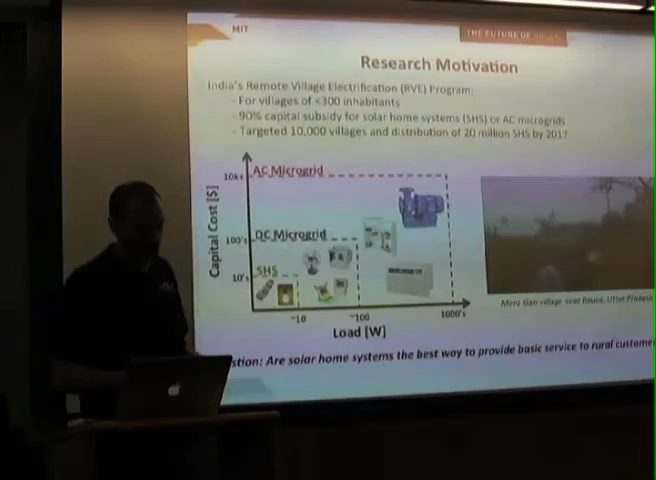 MIT
THE FUTURE OF SOLAR
Research Motivation
India's Remote Village Electrification (RVE) Program:
- For villages of <300 inhabitants
- 90% capital subsidy for solar home systems (SHS) or AC microgrids
- Targeted 10,000 villages and distribution of 20 million SHS by 2017
Capital Cost [$]
10k+
AC Microgrid
100's
DC Microgrid
10's
SHS
~10
~100
1000's
Load [W]
Mera Gao village near Reusa, Uttar Pradesh
stion: Are solar home systems the best way to provide basic service to rural custome